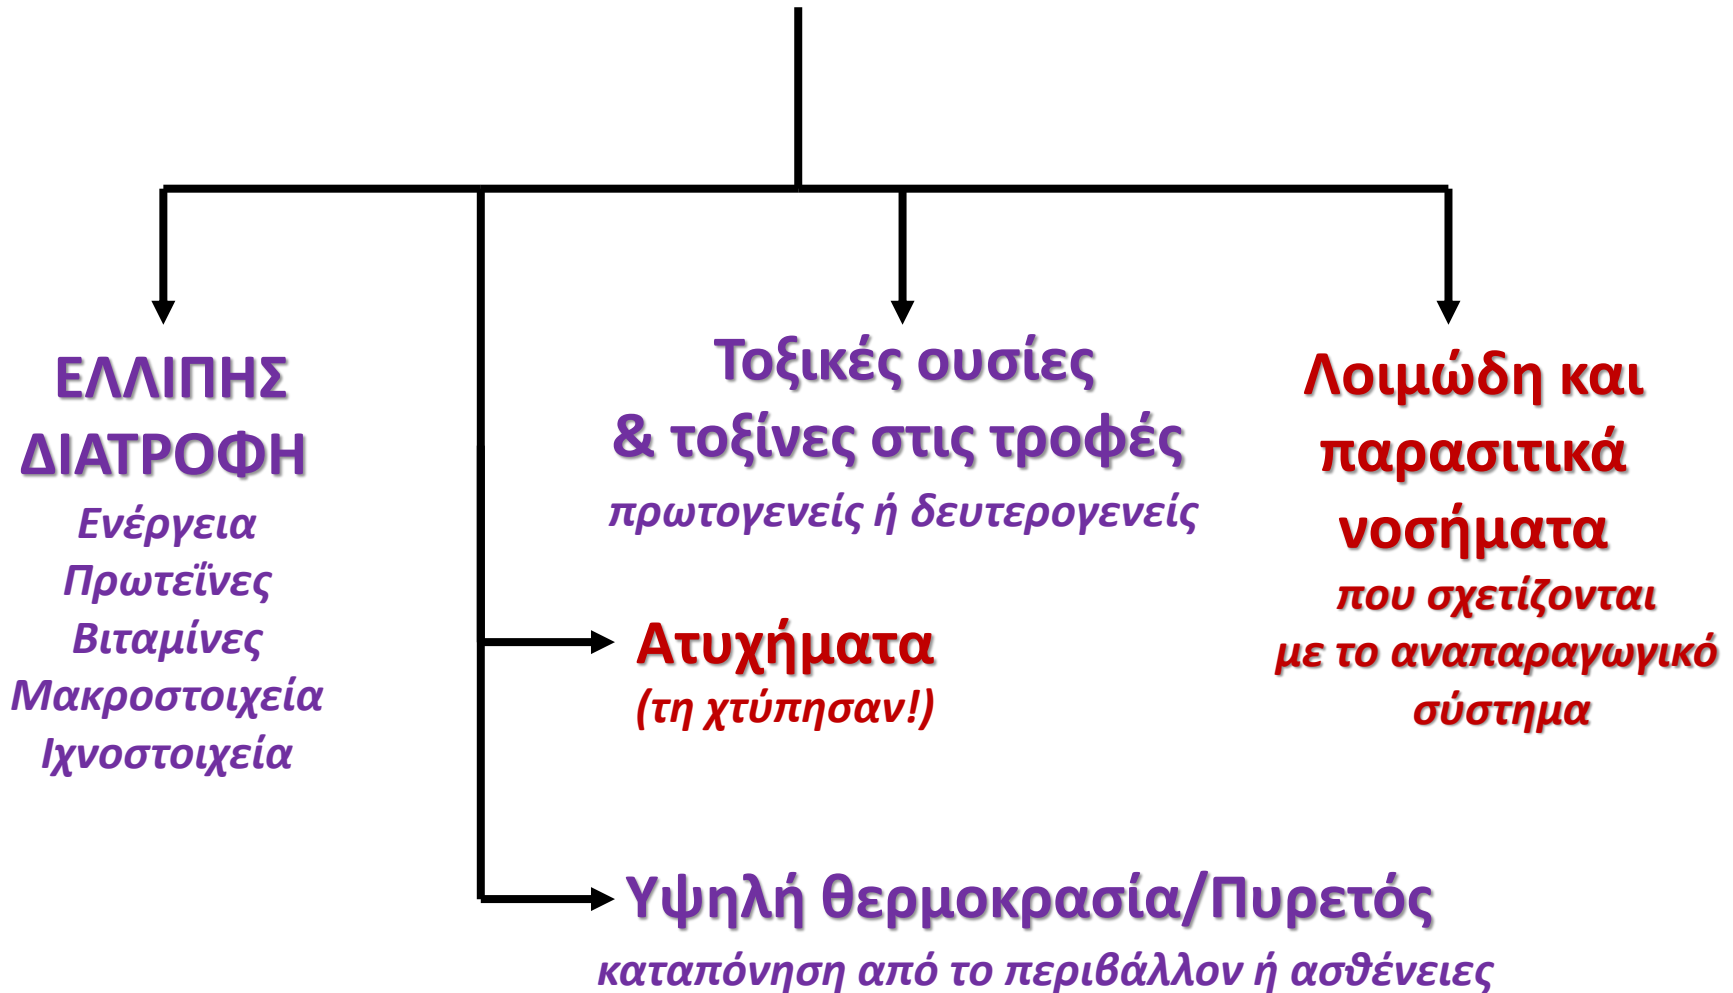 ΕΛΛΙΠΗΣ
ΔΙΑΤΡΟΦΗ
Ενέργεια
Πρωτεΐνες
Βιταμίνες
Μακροστοιχεία
Ιχνοστοιχεία
Τοξικές ουσίες
& τοξίνες στις τροφές
πρωτογενείς ή δευτερογενείς
Λοιμώδη και
παρασιτικά
νοσήματα
που σχετίζονται
με το αναπαραγωγικό
σύστημα
Ατυχήματα
(τη χτύπησαν!)
Υψηλή θερμοκρασία/Πυρετός
καταπόνηση από το περιβάλλον ή ασθένειες